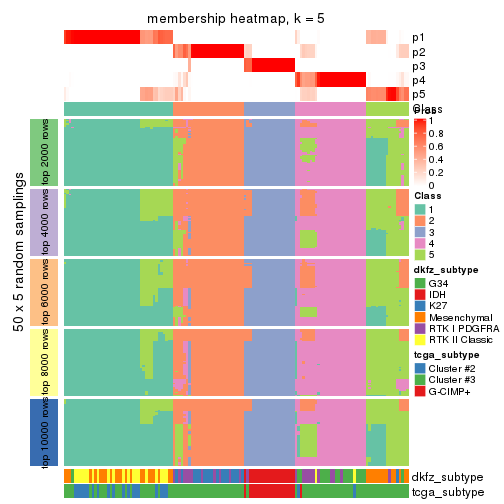 membership heatmap, k = 5
p1
p2
p3
p4
p5
Class
Prob
1
0.8
0.6
0.4
0.2
0
50 x 5 random samplings
top 2000 rows
top 4000 rows
top 6000 rows
top 8000 rows
top 10000 rows
Class
1
2
3
4
5
dkfz_subtype
G34
IDH
K27
Mesenchymal
RTK I PDGFRA
RTK II Classic
tcga_subtype
Cluster #2
Cluster #3
G-CIMP+
dkfz_subtype
tcga_subtype